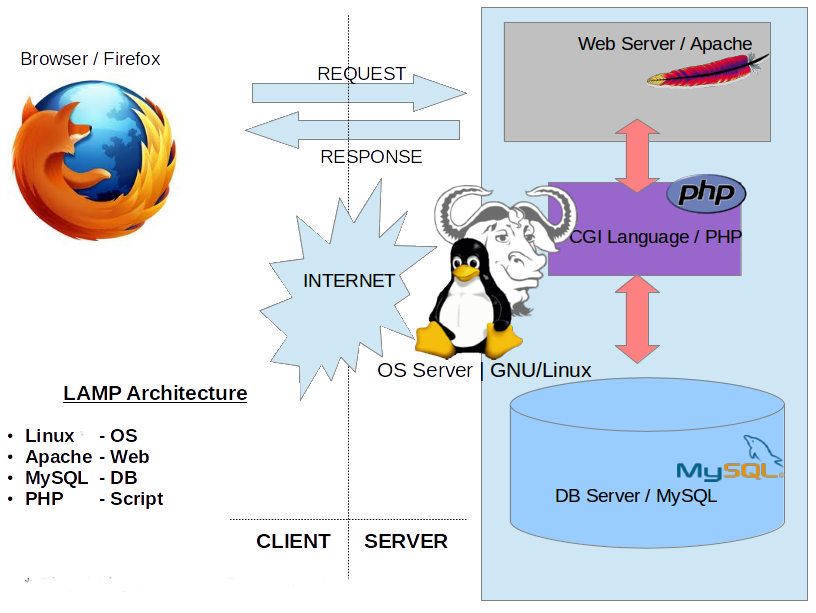 Browser / Firefox
REQUEST
RESPONSE
INTERNET
Web Server / Apache
php
CGI Language / PHP
OS Server | GNU/Linux
MySQL
DB Server / MySQL
LAMP Architecture
• Linux - OS
• Apache - Web
• MySQL - DB
• PHP - Script
CLIENT
SERVER